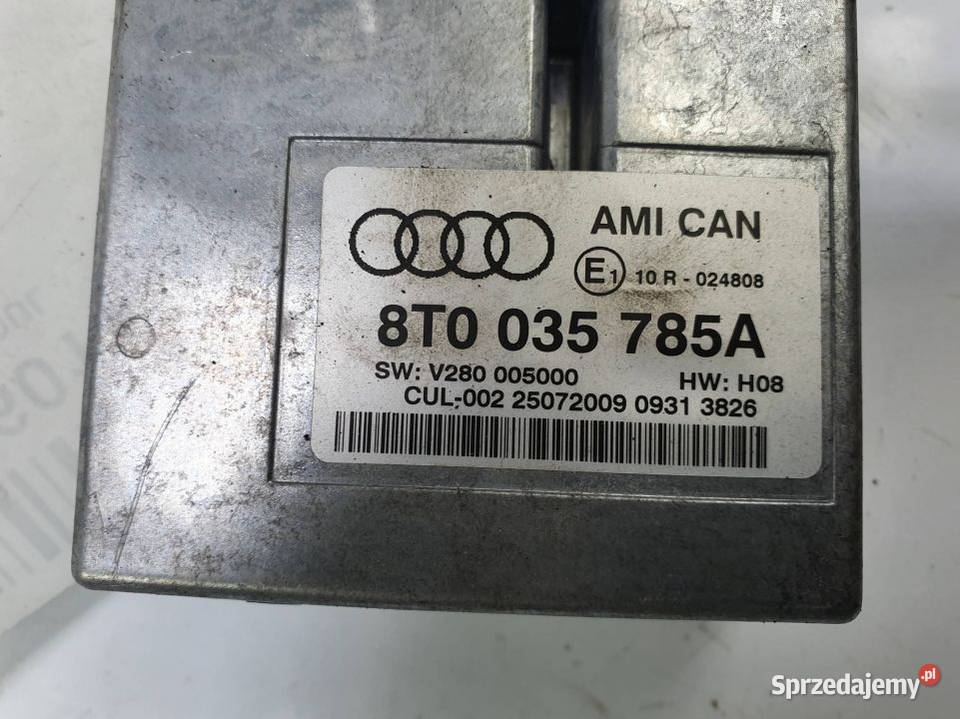 AMI CAN
E1 10 R - 024808
8T0 035 785A
SW: V280 005000 HW: H08
CUL-002 25072009 0931 3826
Sprzedajemy.pl